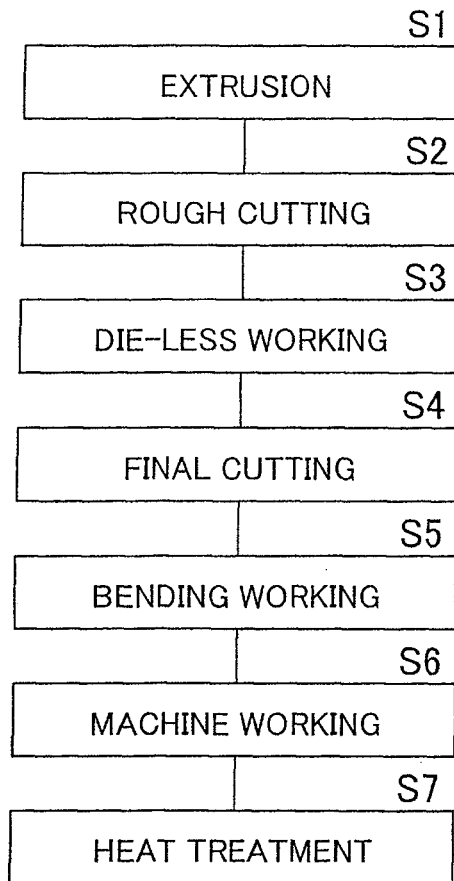 S1
EXTRUSION
S2
ROUGH CUTTING
S3
DIE-LESS WORKING
S4
FINAL CUTTING
S5
BENDING WORKING
S6
MACHINE WORKING
S7
HEAT TREATMENT